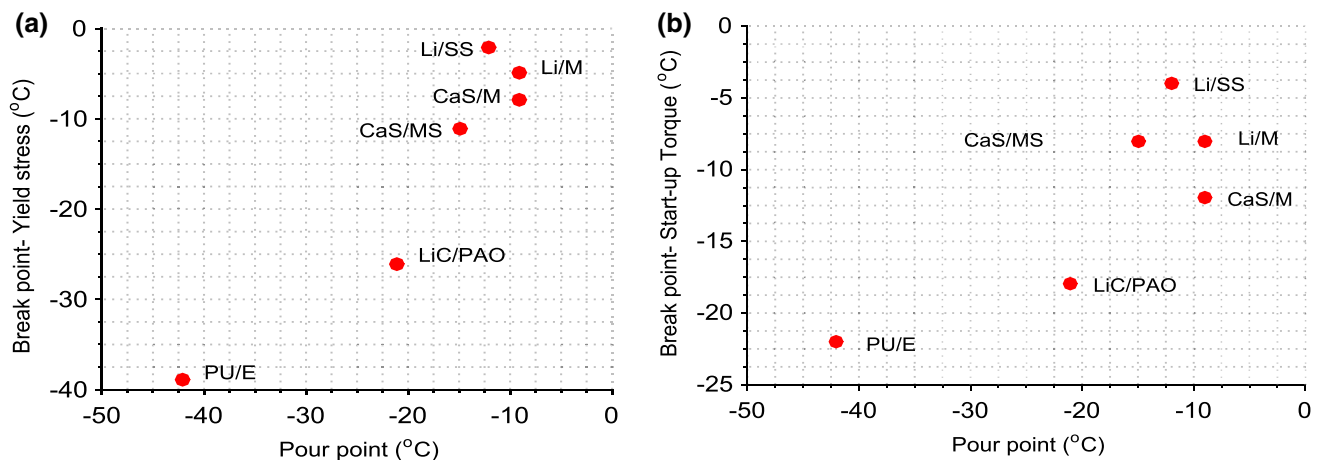 (a)
Break point- Yield stress (°C)
0
-10
-20
-30
-40
Li/SS
Li/M
CaS/M
CaS/MS
LiC/PAO
PU/E
-50
-40
-30
-20
-10
0
Pour point (°C)
(b)
Break point- Start-up Torque (°C)
0
-5
-10
-15
-20
-25
Li/SS
CaS/MS
Li/M
CaS/M
LiC/PAO
PU/E
-50
-40
-30
-20
-10
0
Pour point (°C)